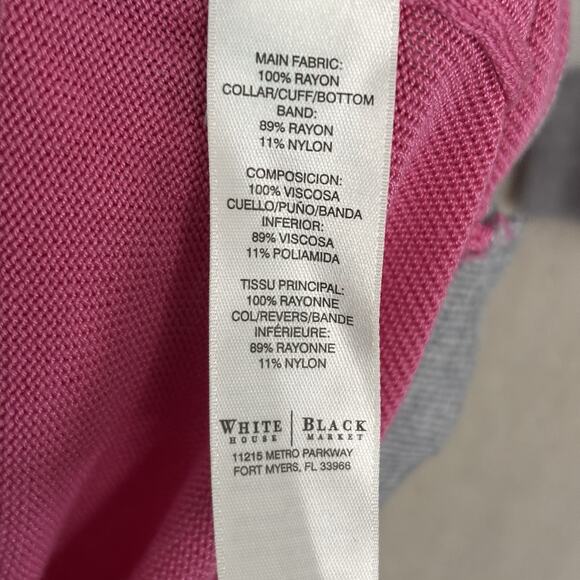 MAIN FABRIC:
100% RAYON
COLLAR/CUFF/BOTTOM
BAND:
89% RAYON
11% NYLON
COMPOSICION:
100% VISCOSA
CUELLO/PUÑO/BANDA
INFERIOR:
89% VISCOSA
11% POLIAMIDA
TISSU PRINCIPAL:
100% RAYONNE
COL/REVERS/BANDE
INFÉRIEURE:
89% RAYONNE
11% NYLON
WHITE | BLACK
HOUSE | MARKET
11215 METRO PARKWAY
FORT MYERS, FL 33966